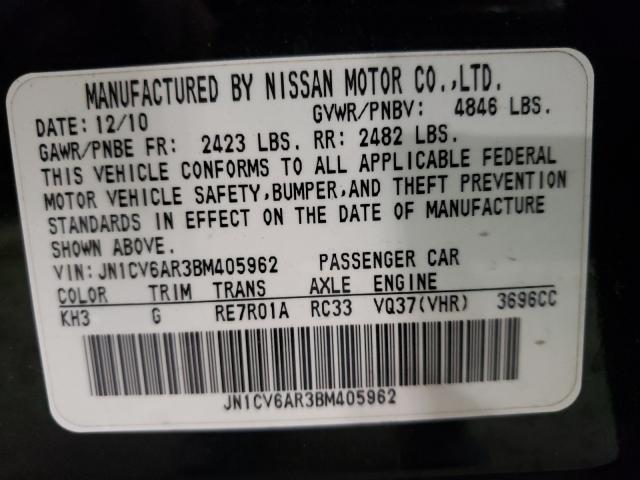 MANUFACTURED BY NISSAN MOTOR CO.,LTD.
DATE: 12/10 GVWR/PNBV: 4846 LBS.
GAWR/PNBE FR: 2423 LBS. RR: 2482 LBS.
THIS VEHICLE CONFORMS TO ALL APPLICABLE FEDERAL
MOTOR VEHICLE SAFETY,BUMPER,AND THEFT PREVENTION
STANDARDS IN EFFECT ON THE DATE OF MANUFACTURE
SHOWN ABOVE.
VIN: JN1CV6AR3BM405962 PASSENGER CAR
COLOR TRIM TRANS AXLE ENGINE
KH3 G RE7R01A RC33 VQ37(VHR) 3696CC
JN1CV6AR3BM405962